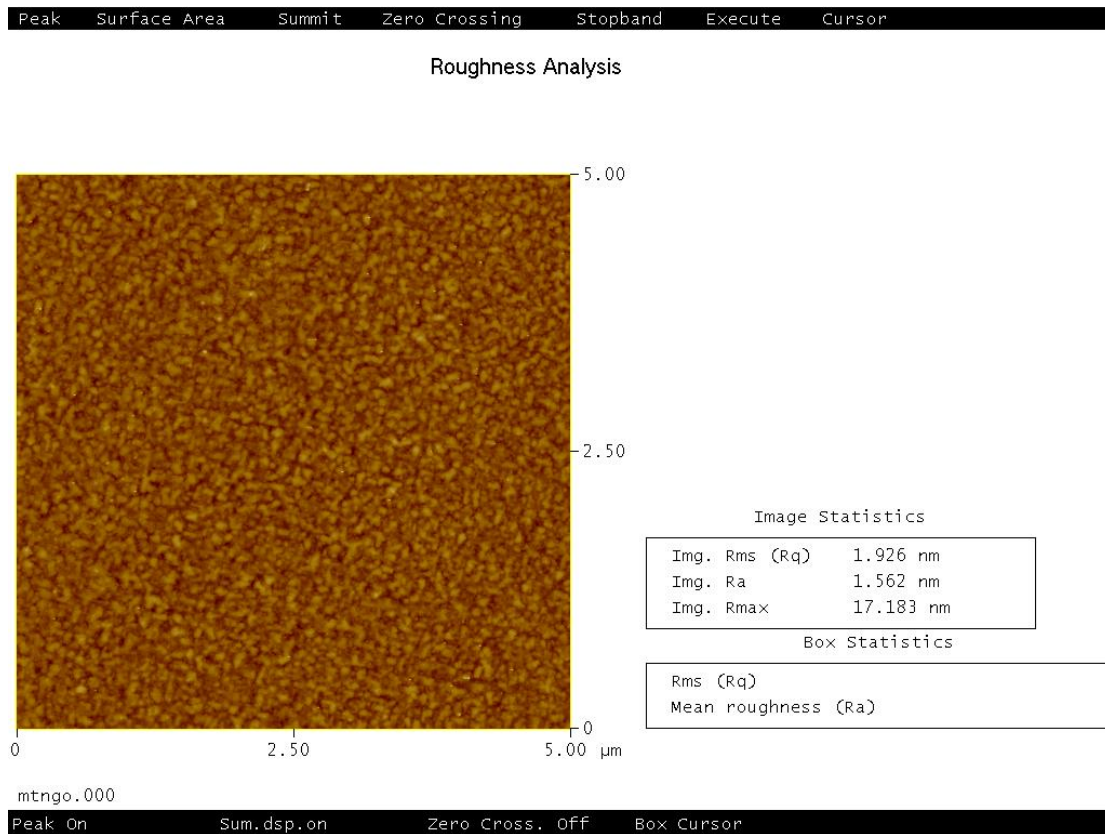 Peak Surface Area Summit Zero Crossing Stopband Execute Cursor
Roughness Analysis
5.00
2.50
0
0 2.50 5.00 µm
Image Statistics
Img. Rms (Rq) 1.926 nm
Img. Ra 1.562 nm
Img. Rmax 17.183 nm
Box Statistics
Rms (Rq)
Mean roughness (Ra)
mtngo.000
Peak On Sum.dsp.on Zero Cross. Off Box Cursor